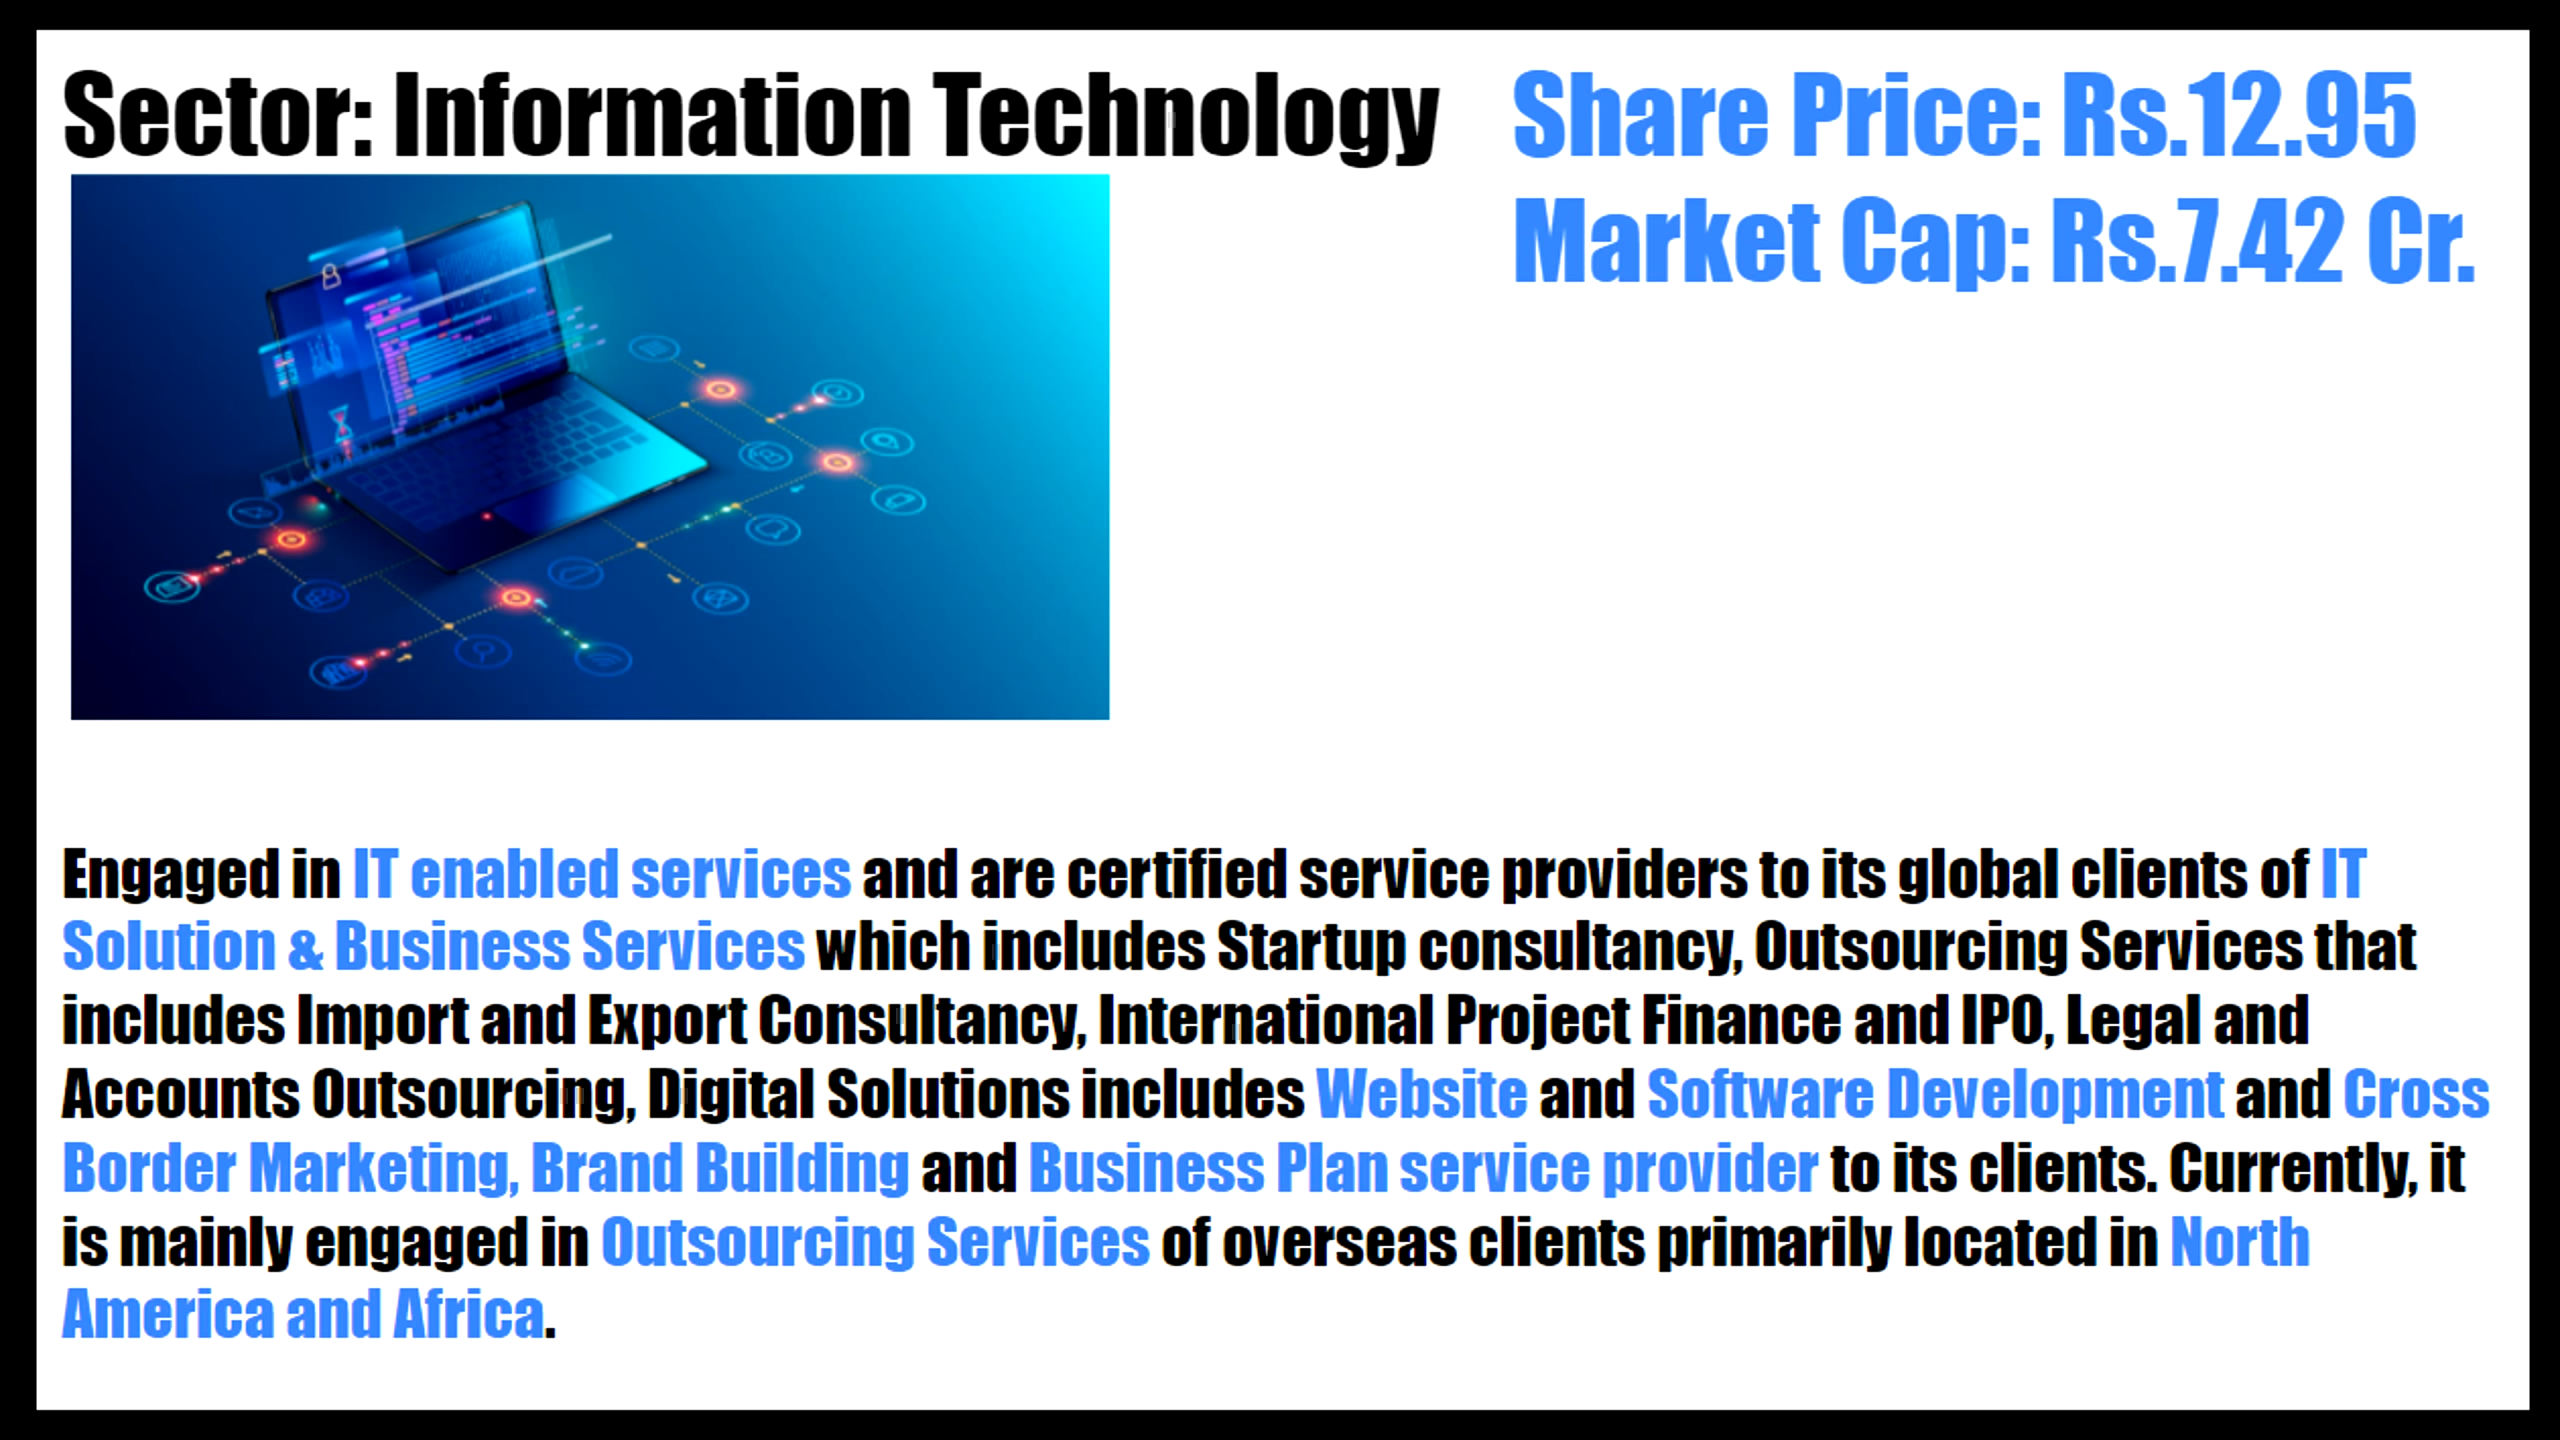 Sector: Information Technology
Share Price: Rs.12.95
Market Cap: Rs.7.42 Cr.
Engaged in IT enabled services and are certified service providers to its global clients of IT
Solution & Business Services which includes Startup consultancy, Outsourcing Services that
includes Import and Export Consultancy, International Project Finance and IPO, Legal and
Accounts Outsourcing, Digital Solutions includes Website and Software Development and Cross
Border Marketing, Brand Building and Business Plan service provider to its clients. Currently, it
is mainly engaged in Outsourcing Services of overseas clients primarily located in North
America and Africa.